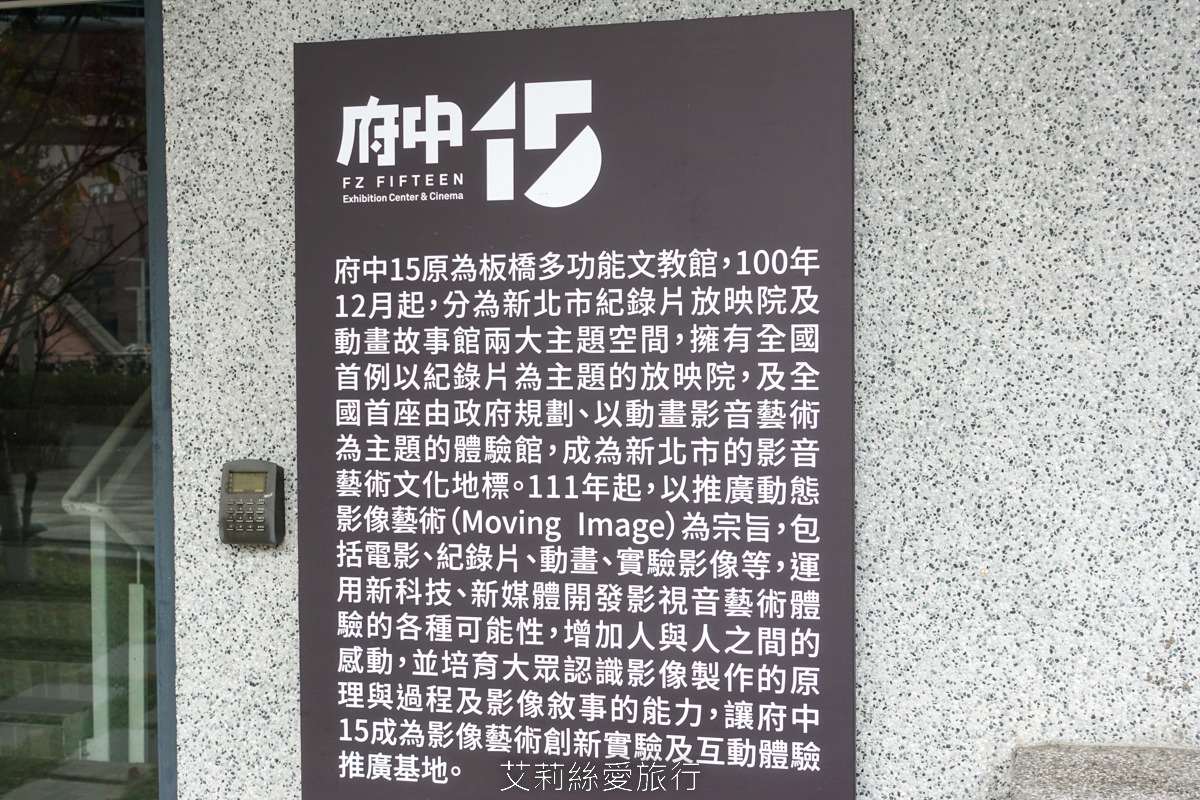 府中15
FZ FIFTEEN
Exhibition Center & Cinema
府中15原為板橋多功能文教館，100年
12月起，分為新北市紀錄片放映院及
動畫故事館兩大主題空間，擁有全國
首例以紀錄片為主題的放映院，及全
國首座由政府規劃、以動畫影音藝術
為主題的體驗館，成為新北市的影音
藝術文化地標。111年起，以推廣動態
影像藝術（Moving Image）為宗旨，包
括電影、紀錄片、動畫、實驗影像等，運
用新科技、新媒體開發影視音藝術體
驗的各種可能性，增加人與人之間的
感動，並培育大眾認識影像製作的原
理與過程及影像敘事的能力，讓府中
15成為影像藝術創新實驗及互動體驗
推廣基地。
艾莉絲愛旅行